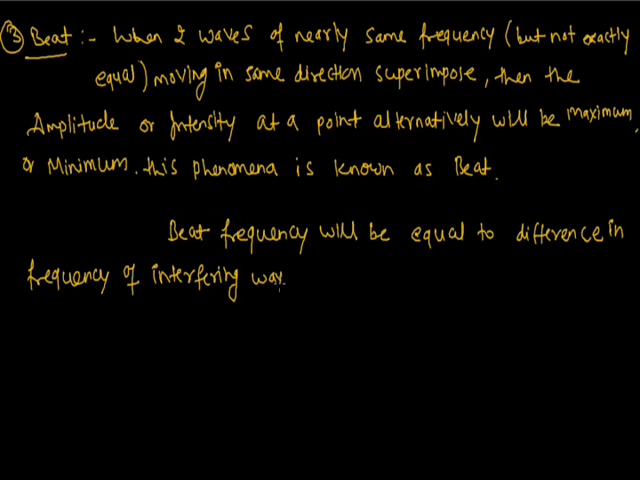 ③ Beat :- When 2 waves of nearly same frequency (but not exactly
equal) moving in same direction superimpose, then the
Amplitude or Intensity at a point alternatively will be maximum
or Minimum. this phenomena is known as Beat.
Beat frequency will be equal to difference in
frequency of interfering wav